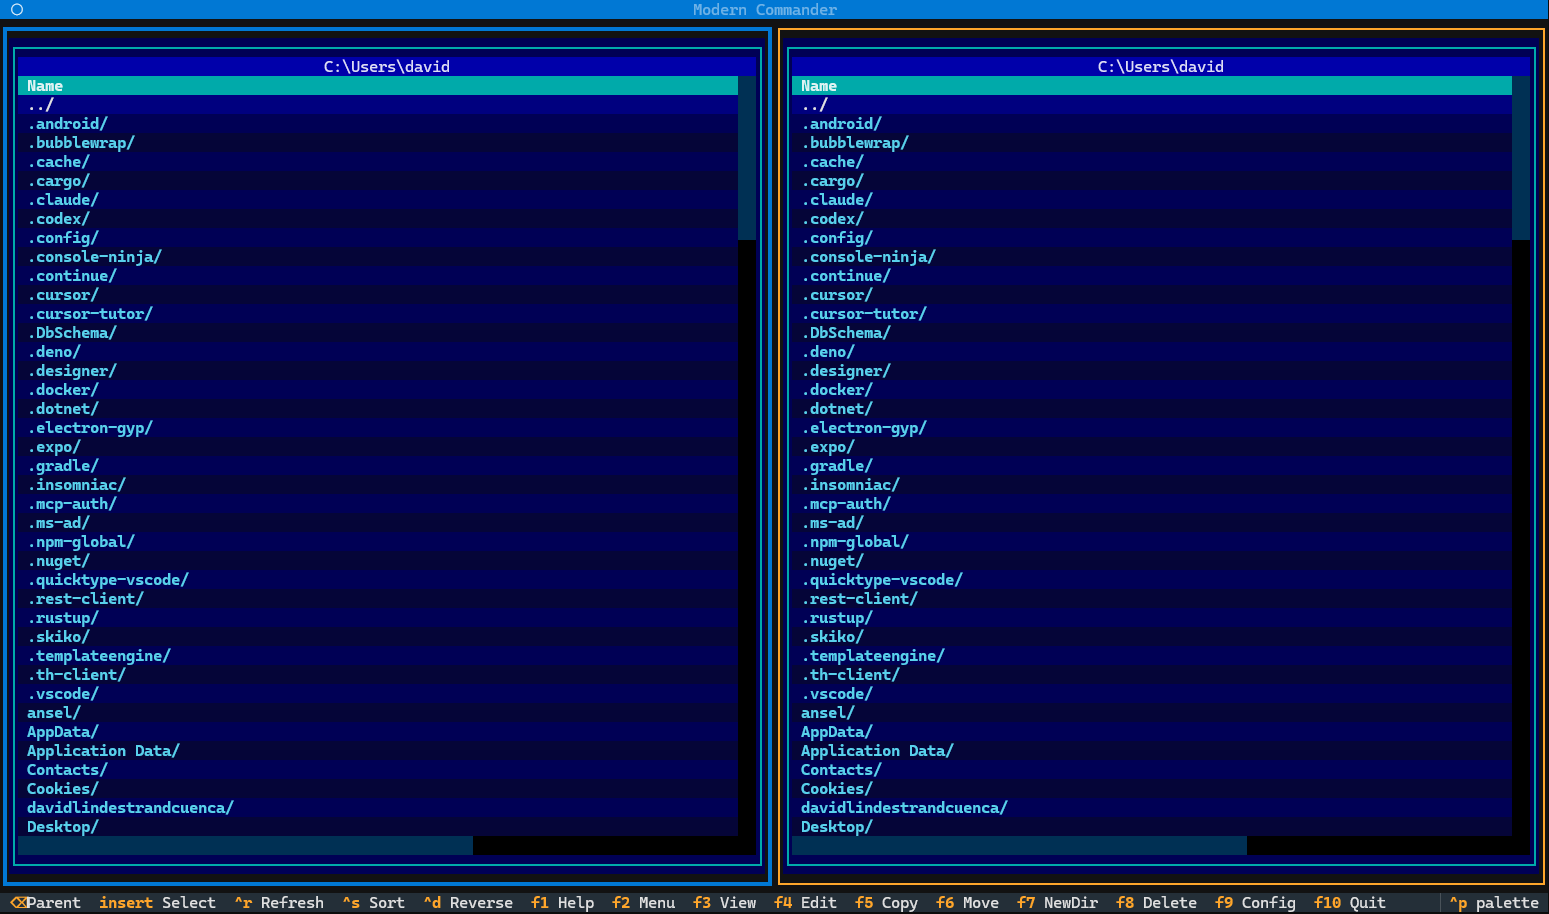 Modern Commander
C:\Users\david
Name
../
.android/
.bubblewrap/
.cache/
.cargo/
.claude/
.codex/
.config/
.console-ninja/
.continue/
.cursor/
.cursor-tutor/
.DbSchema/
.deno/
.designer/
.docker/
.dotnet/
.electron-gyp/
.expo/
.gradle/
.insomniac/
.mcp-auth/
.ms-ad/
.npm-global/
.nuget/
.quicktype-vscode/
.rest-client/
.rustup/
.skiko/
.templateengine/
.th-client/
.vscode/
ansel/
AppData/
Application Data/
Contacts/
Cookies/
davidlindestrandcuenca/
Desktop/
C:\Users\david
Name
../
.android/
.bubblewrap/
.cache/
.cargo/
.claude/
.codex/
.config/
.console-ninja/
.continue/
.cursor/
.cursor-tutor/
.DbSchema/
.deno/
.designer/
.docker/
.dotnet/
.electron-gyp/
.expo/
.gradle/
.insomniac/
.mcp-auth/
.ms-ad/
.npm-global/
.nuget/
.quicktype-vscode/
.rest-client/
.rustup/
.skiko/
.templateengine/
.th-client/
.vscode/
ansel/
AppData/
Application Data/
Contacts/
Cookies/
davidlindestrandcuenca/
Desktop/
⌫Parent insert Select ^r Refresh ^s Sort ^d Reverse f1 Help f2 Menu f3 View f4 Edit f5 Copy f6 Move f7 NewDir f8 Delete f9 Config f10 Quit ^p palette